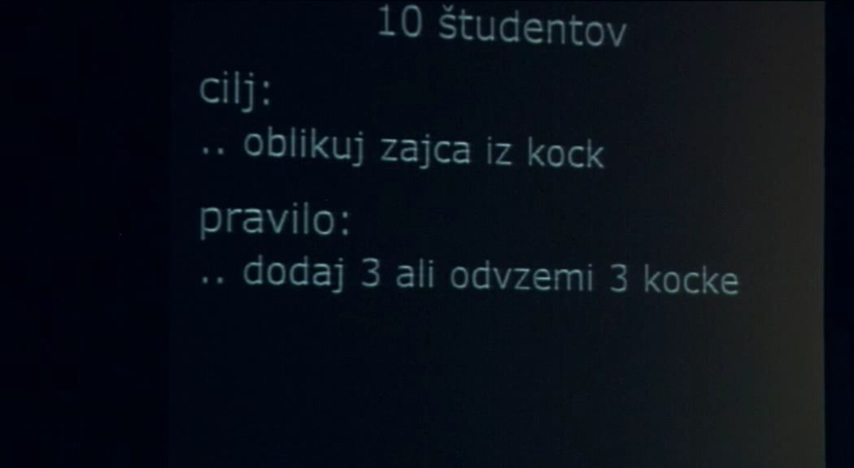 10 študentov
cilj:
.. oblikuj zajca iz kock
pravilo:
.. dodaj 3 ali odvzemi 3 kocke